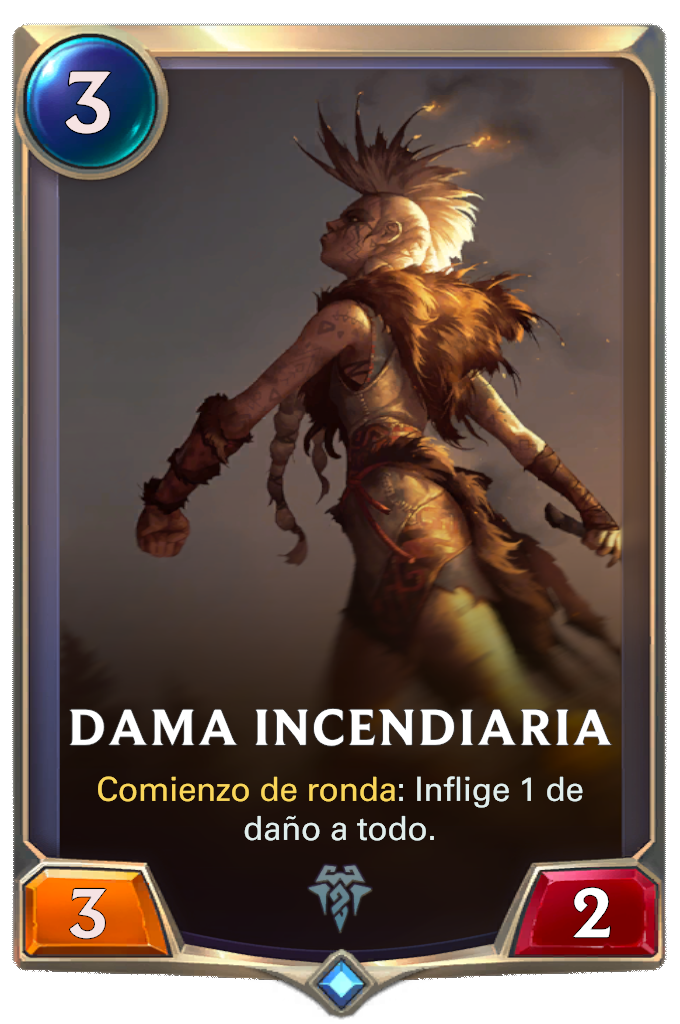 3
DAMA INCENDIARIA
Comienzo de ronda: Inflige 1 de
daño a todo.
3
2